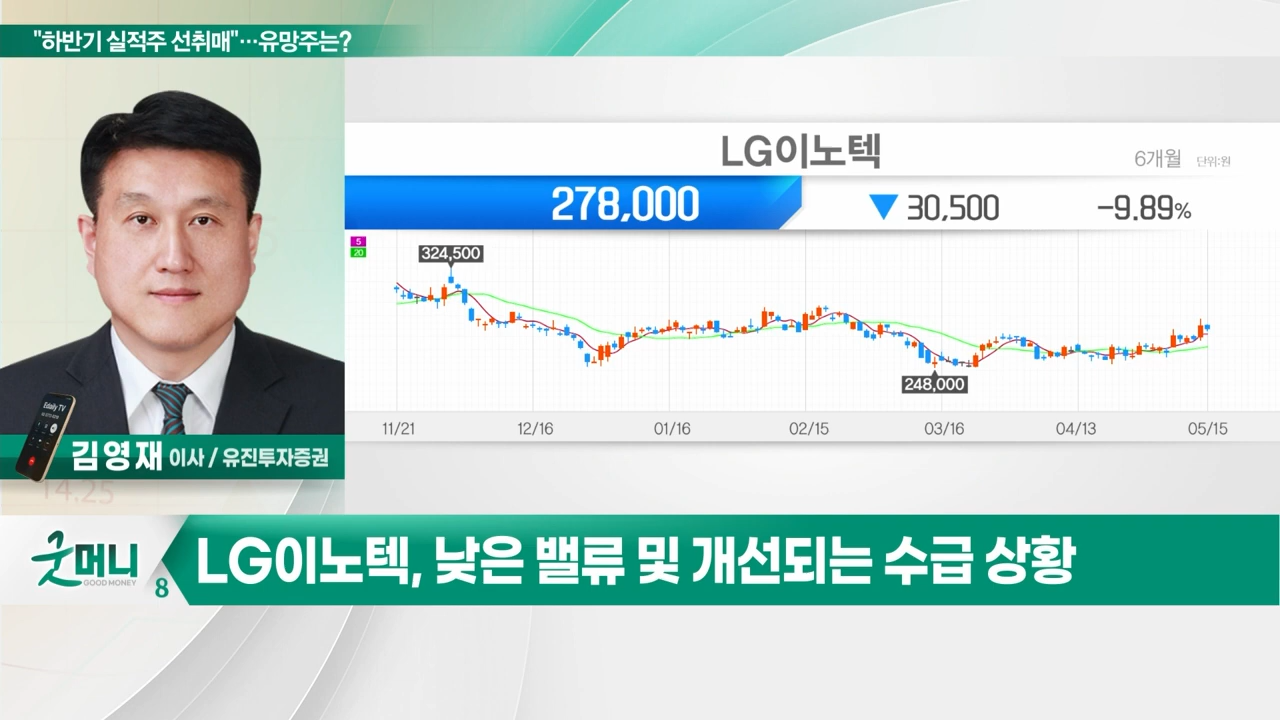 "하반기 실적주 선취매"…유망주는?
LG이노텍
6개월 단위:원
278,000 ▼ 30,500 -9.89%
5
20
324,500
248,000
11/21 12/16 01/16 02/15 03/16 04/13 05/15
Edaily TV
김영재 이사 / 유진투자증권
14.25
굿머니
GOOD MONEY
8
LG이노텍, 낮은 밸류 및 개선되는 수급 상황